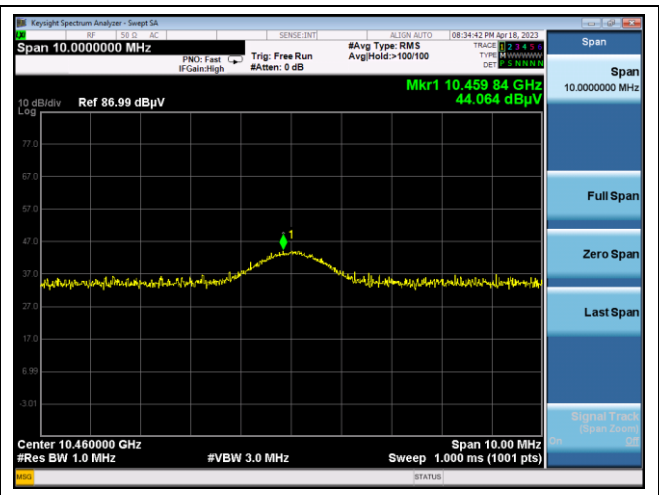 Keysight Spectrum Analyzer - Swept SA
LXI RF 50 Ω AC SENSE:INT ALIGN AUTO 08:34:42 PM Apr 18, 2023
Span 10.0000000 MHz
PNO: Fast
IFGain:High
Trig: Free Run
#Atten: 0 dB
#Avg Type: RMS
Avg|Hold:>100/100
TRACE 1 2 3 4 5 6
TYPE M WWWWW
DET P S N N N N
Mkr1 10.459 84 GHz
44.064 dBµV
10 dB/div Ref 86.99 dBµV
Log
77.0
67.0
57.0
47.0
37.0
27.0
17.0
6.99
-3.01
1
Center 10.460000 GHz
Span 10.00 MHz
#Res BW 1.0 MHz
#VBW 3.0 MHz
Sweep 1.000 ms (1001 pts)
MSG
STATUS
Span
Span
10.0000000 MHz
Full Span
Zero Span
Last Span
Signal Track
(Span Zoom)
On Off